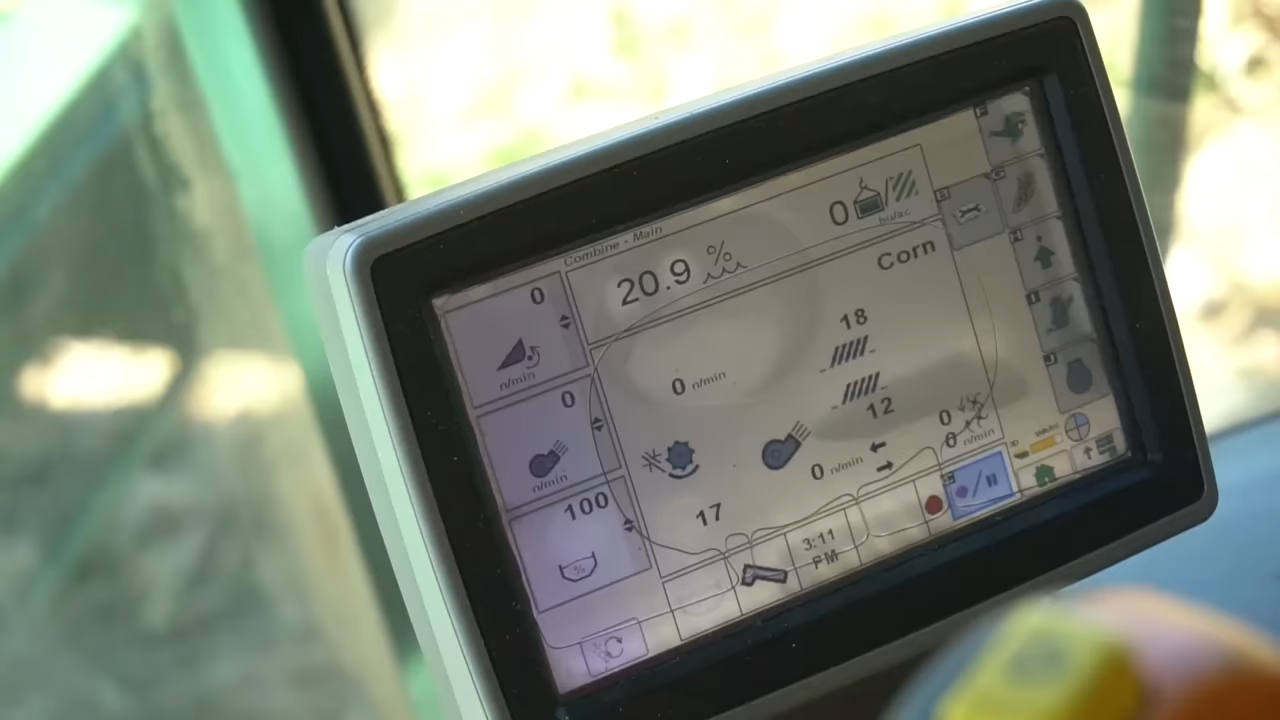 Combine - Main
20.9 %
0
bu/ac
Corn
0
n/min
0
n/min
100
%
0 n/min
18
12
17
0 n/min
0
0 n/min
3:11
PM